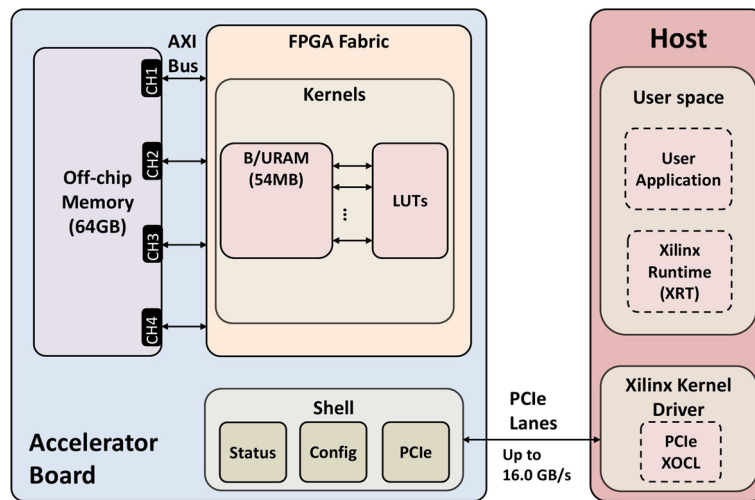 AXI
Bus
CH1
CH2
CH3
CH4
Off-chip
Memory
(64GB)
FPGA Fabric
Kernels
B/URAM
(54MB)
...
LUTs
Shell
Status
Config
PCIe
Accelerator
Board
PCIe
Lanes
Up to
16.0 GB/s
Host
User space
User
Application
Xilinx
Runtime
(XRT)
Xilinx Kernel
Driver
PCIe
XOCL